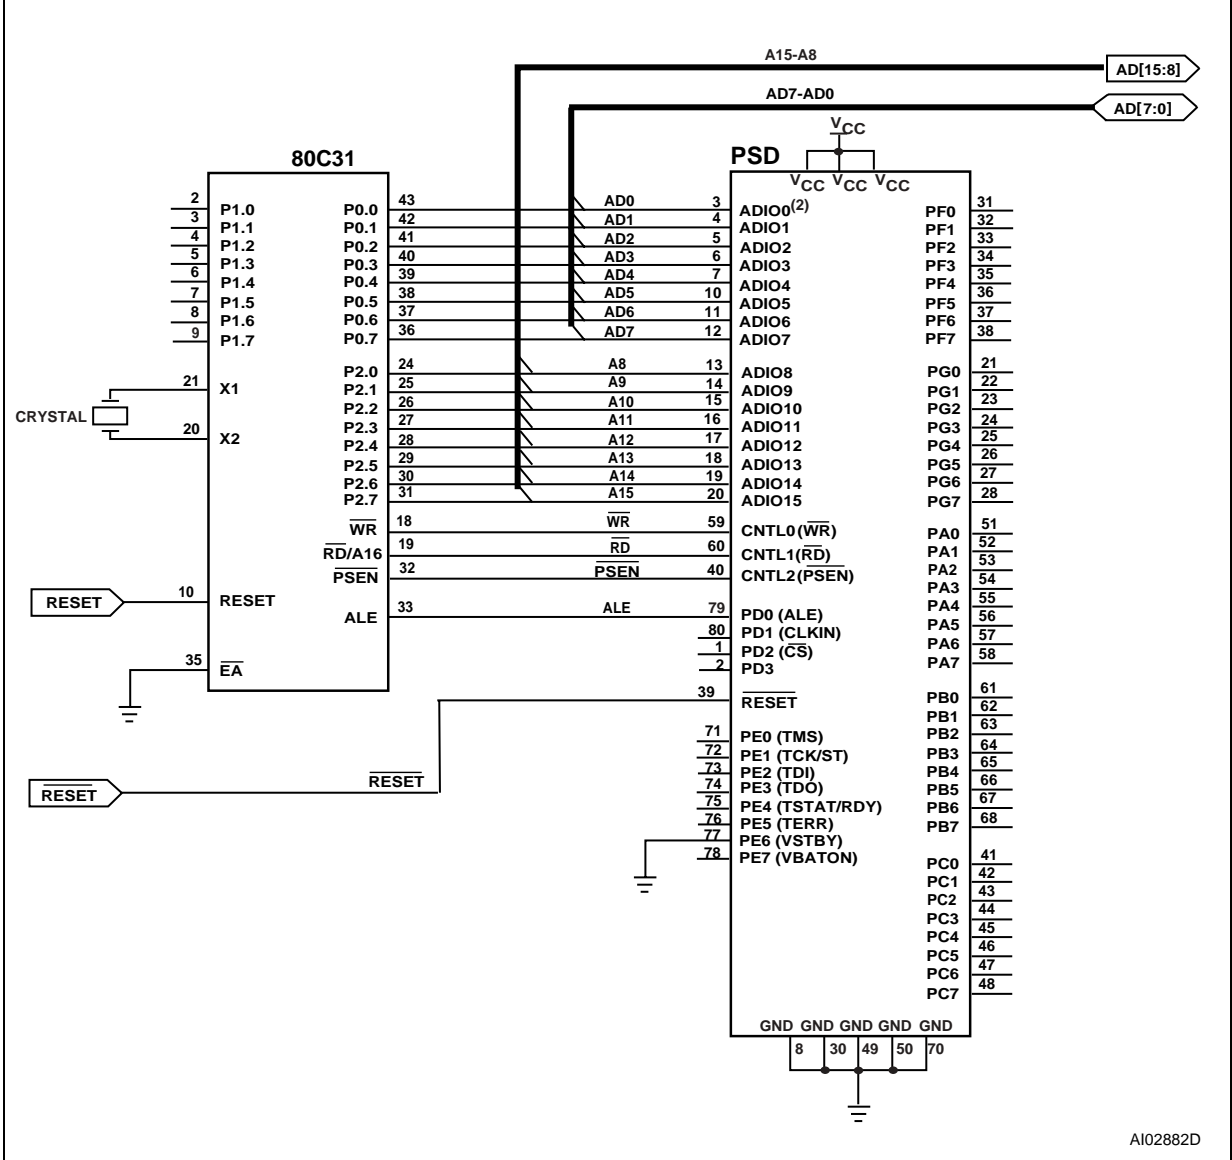 A15-A8
AD[15:8]
AD7-AD0
AD[7:0]
VCC
80C31
PSD
VCC VCC VCC
2 P1.0
3 P1.1
4 P1.2
5 P1.3
6 P1.4
7 P1.5
8 P1.6
9 P1.7
21 X1
CRYSTAL
20 X2
RESET 10 RESET
35 E̅A̅
P0.0 43 AD0 3 ADIO0(2)
P0.1 42 AD1 4 ADIO1
P0.2 41 AD2 5 ADIO2
P0.3 40 AD3 6 ADIO3
P0.4 39 AD4 7 ADIO4
P0.5 38 AD5 10 ADIO5
P0.6 37 AD6 11 ADIO6
P0.7 36 AD7 12 ADIO7
P2.0 24 A8 13 ADIO8
P2.1 25 A9 14 ADIO9
P2.2 26 A10 15 ADIO10
P2.3 27 A11 16 ADIO11
P2.4 28 A12 17 ADIO12
P2.5 29 A13 18 ADIO13
P2.6 30 A14 19 ADIO14
P2.7 31 A15 20 ADIO15
W̅R̅ 18 W̅R̅ 59 CNTL0(W̅R̅)
R̅D̅/A16 19 R̅D̅ 60 CNTL1(R̅D̅)
P̅S̅E̅N̅ 32 P̅S̅E̅N̅ 40 CNTL2(P̅S̅E̅N̅)
ALE 33 ALE 79 PD0 (ALE)
80 PD1 (CLKIN)
1 PD2 (C̅S̅)
2 PD3
39 R̅E̅S̅E̅T̅
R̅E̅S̅E̅T̅ R̅E̅S̅E̅T̅
71 PE0 (TMS)
72 PE1 (TCK/ST)
73 PE2 (TDI)
74 PE3 (TDO)
75 PE4 (TSTAT/RDY)
76 PE5 (TERR)
77 PE6 (VSTBY)
78 PE7 (VBATON)
PF0 31
PF1 32
PF2 33
PF3 34
PF4 35
PF5 36
PF6 37
PF7 38
PG0 21
PG1 22
PG2 23
PG3 24
PG4 25
PG5 26
PG6 27
PG7 28
PA0 51
PA1 52
PA2 53
PA3 54
PA4 55
PA5 56
PA6 57
PA7 58
PB0 61
PB1 62
PB2 63
PB3 64
PB4 65
PB5 66
PB6 67
PB7 68
PC0 41
PC1 42
PC2 43
PC3 44
PC4 45
PC5 46
PC6 47
PC7 48
GND GND GND GND GND
8 30 49 50 70
AI02882D